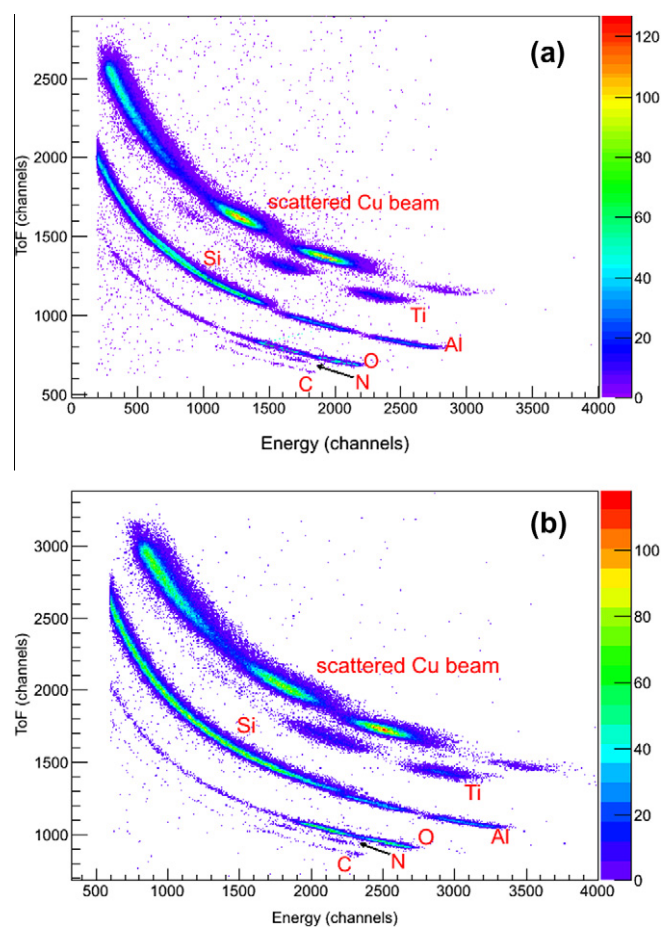 (a)
ToF (channels)
2500
2000
1500
1000
500
scattered Cu beam
Si
Ti
Al
O
N
C
0 500 1000 1500 2000 2500 3000 3500 4000
Energy (channels)
120
100
80
60
40
20
0
(b)
ToF (channels)
3000
2500
2000
1500
1000
scattered Cu beam
Si
Ti
Al
O
N
C
500 1000 1500 2000 2500 3000 3500 4000
Energy (channels)
100
80
60
40
20
0